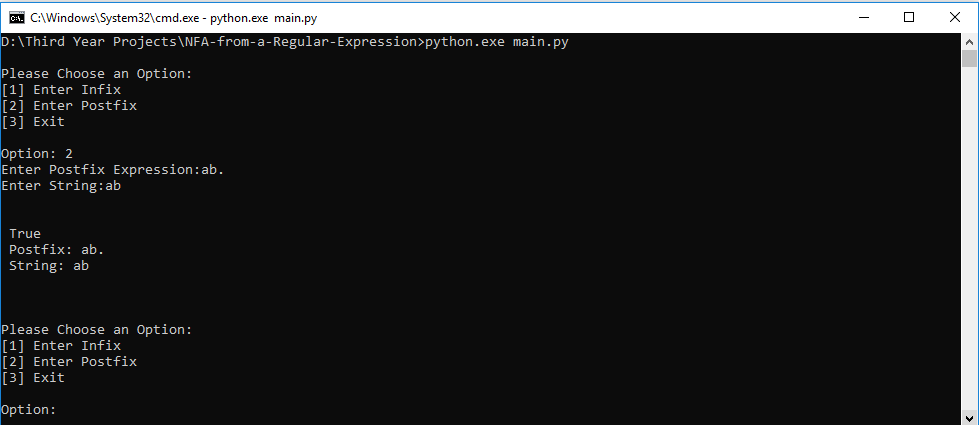 C:\Windows\System32\cmd.exe - python.exe  main.py
D:\Third Year Projects\NFA-from-a-Regular-Expression>python.exe main.py
Please Choose an Option:
[1] Enter Infix
[2] Enter Postfix
[3] Exit
Option: 2
Enter Postfix Expression:ab.
Enter String:ab
True
Postfix: ab.
String: ab
Please Choose an Option:
[1] Enter Infix
[2] Enter Postfix
[3] Exit
Option: